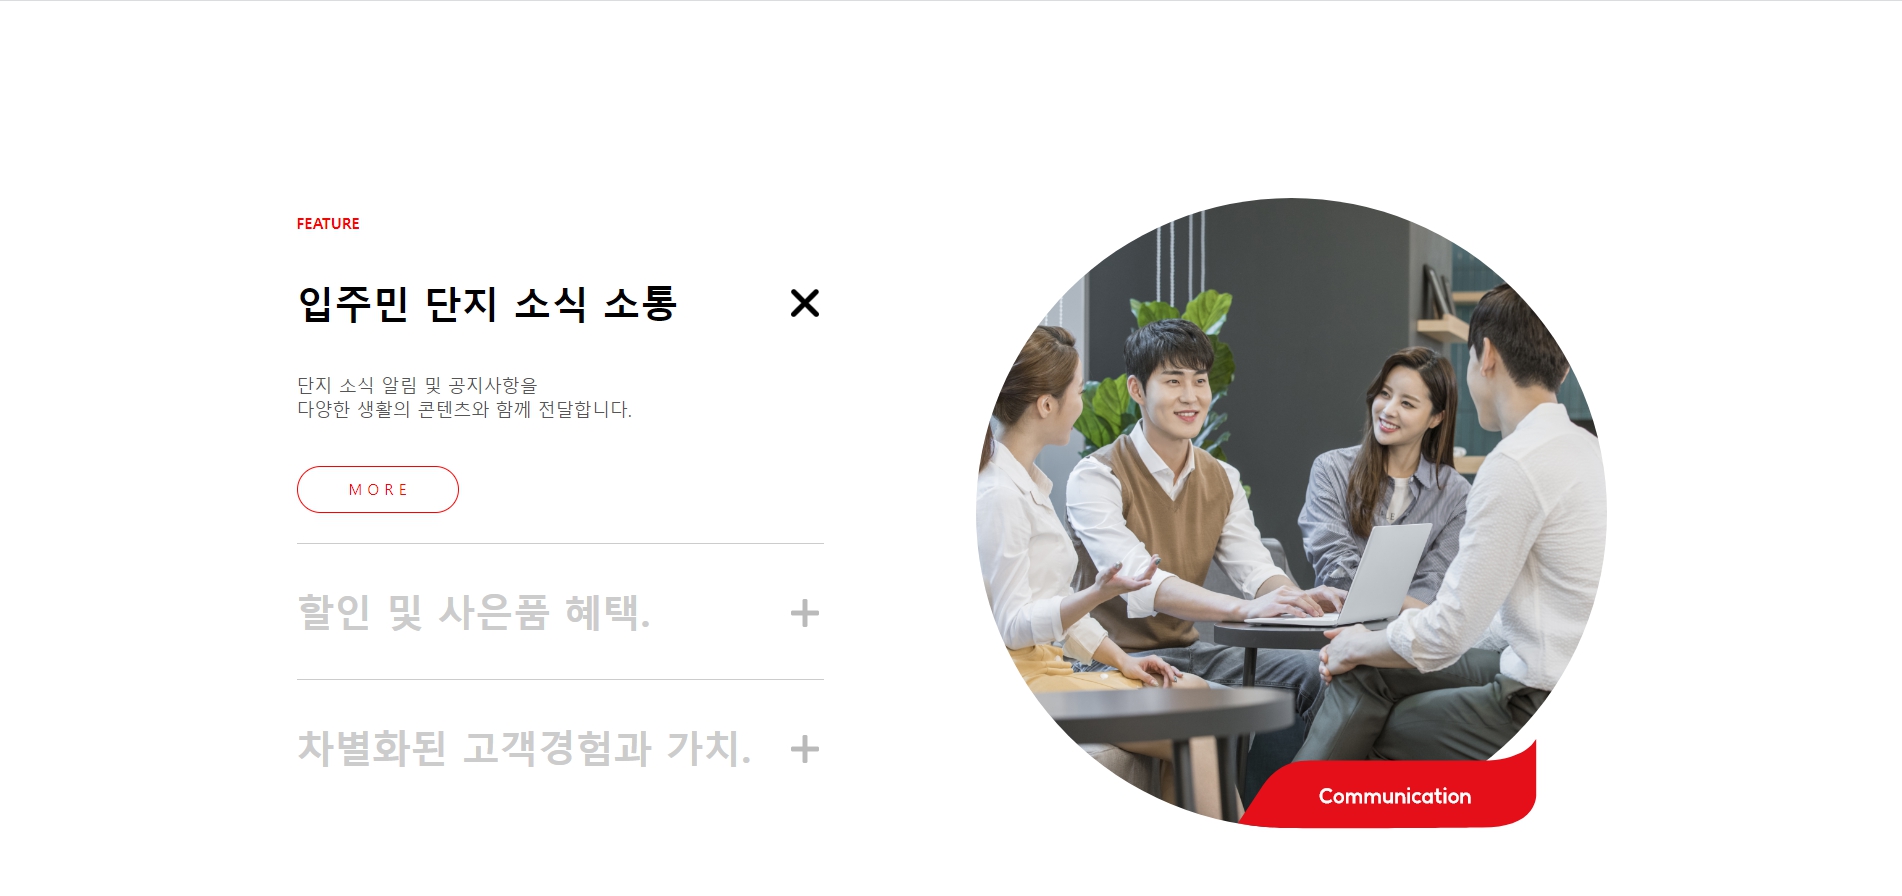 FEATURE
입주민 단지 소식 소통
단지 소식 알림 및 공지사항을
다양한 생활의 콘텐츠와 함께 전달합니다.
MORE
할인 및 사은품 혜택.
차별화된 고객경험과 가치.
Communication